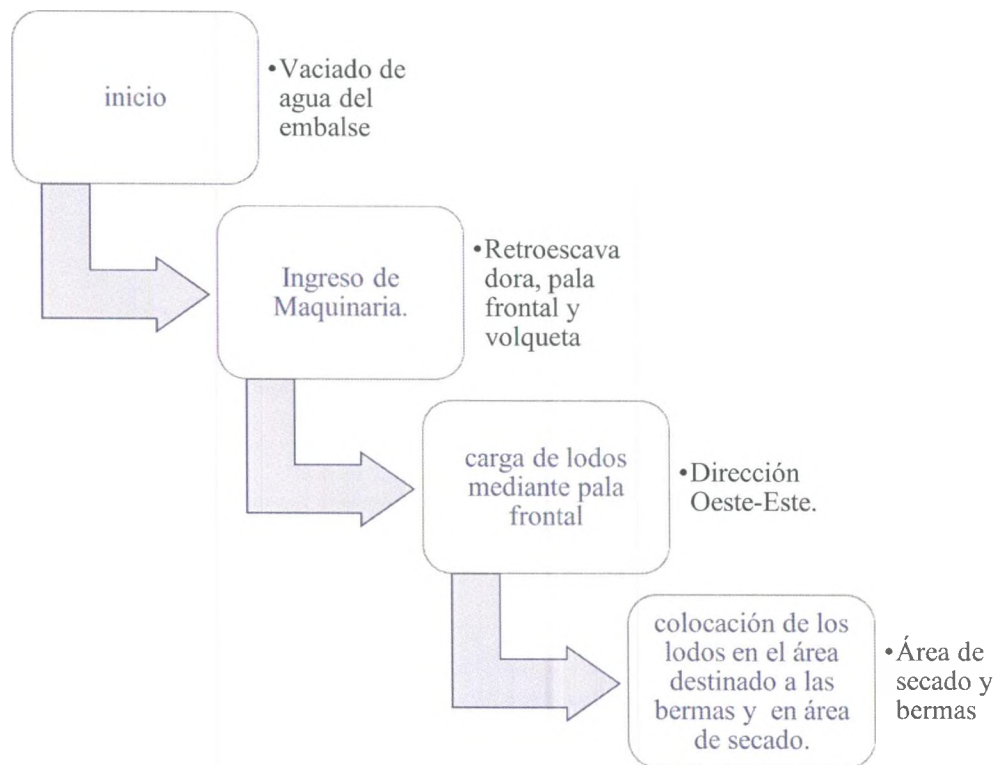 inicio
•Vaciado de
agua del
embalse
Ingreso de
Maquinaria.
•Retroescava
dora, pala
frontal y
volqueta
carga de lodos
mediante pala
frontal
•Dirección
Oeste-Este.
colocación de los
lodos en el área
destinado a las
bermas y en área
de secado.
•Área de
secado y
bermas